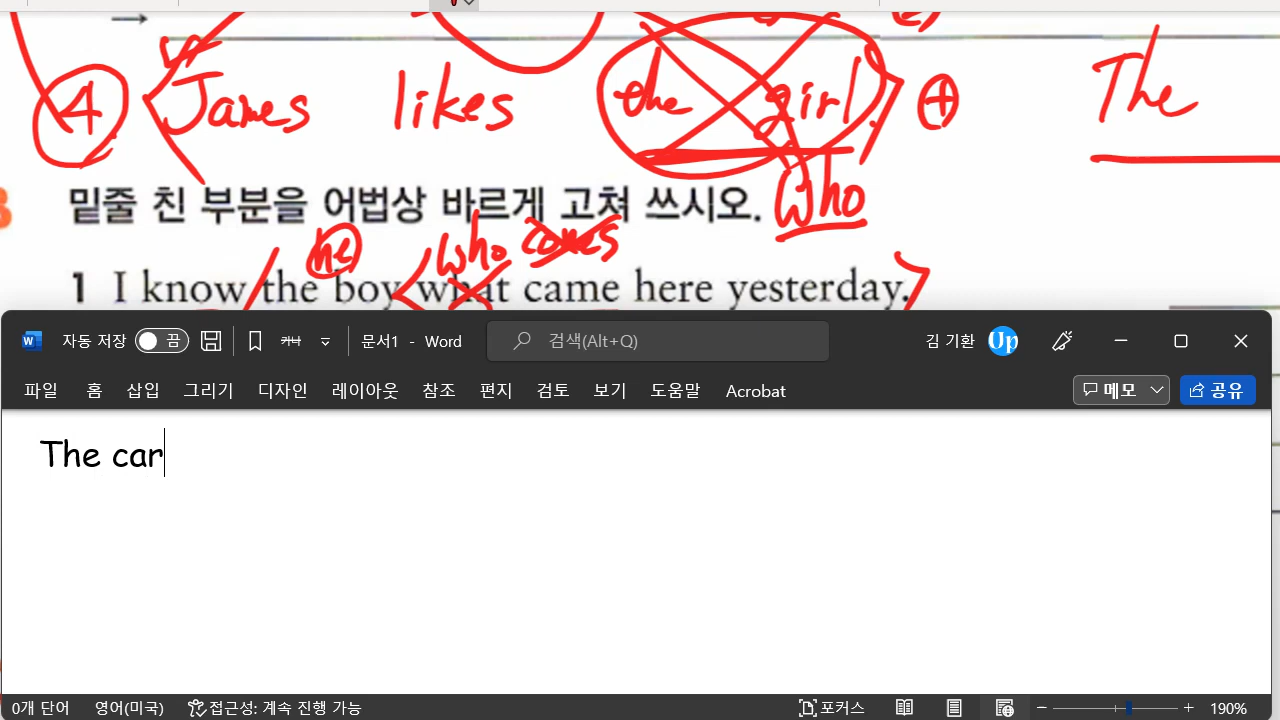 →
④ James likes the girl. ⊕ The
밑줄 친 부분을 어법상 바르게 고쳐 쓰시오. who
he who comes
1 I know the boy what came here yesterday.
자동 저장 끔 문서1 - Word 검색(Alt+Q) 김 기환 Up
파일 홈 삽입 그리기 디자인 레이아웃 참조 편지 검토 보기 도움말 Acrobat 메모 공유
The car
0개 단어 영어(미국) 접근성: 계속 진행 가능 포커스 190%